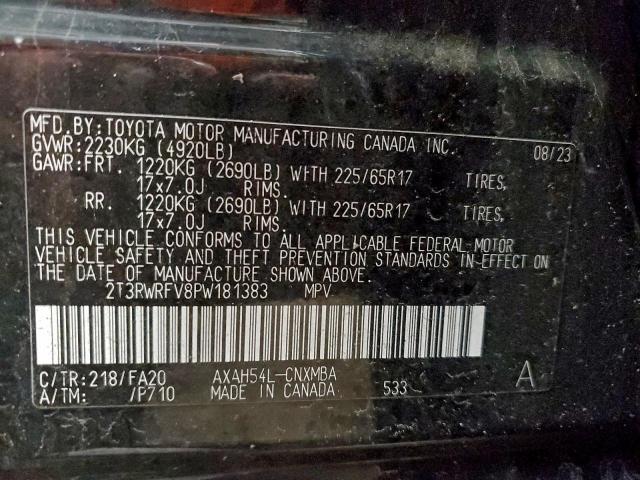 MFD. BY: TOYOTA MOTOR MANUFACTURING CANADA INC. 08/23
GVWR: 2230KG (4920LB)
GAWR: FRT. 1220KG (2690LB) WITH 225/65R17 TIRES,
17x7.0J RIMS.
RR. 1220KG (2690LB) WITH 225/65R17 TIRES,
17x7.0J RIMS.
THIS VEHICLE CONFORMS TO ALL APPLICABLE FEDERAL MOTOR
VEHICLE SAFETY AND THEFT PREVENTION STANDARDS IN EFFECT ON
THE DATE OF MANUFACTURE SHOWN ABOVE.
2T3RWRFV8PW181383 MPV
C/TR: 218/FA20 AXAH54L-CNXMBA A
A/TM: /P710 MADE IN CANADA 533